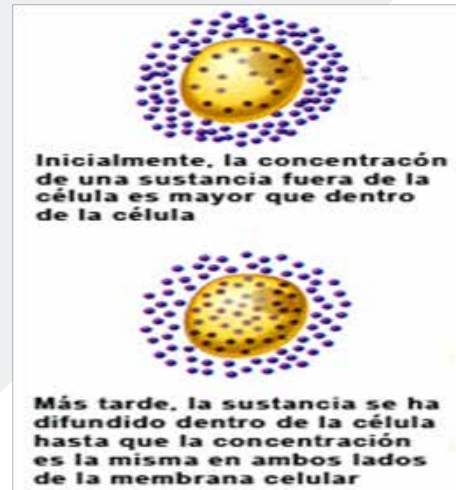 Inicialmente, la concentracón
de una sustancia fuera de la
célula es mayor que dentro
de la célula
Más tarde, la sustancia se ha
difundido dentro de la célula
hasta que la concentración
es la misma en ambos lados
de la membrana celular